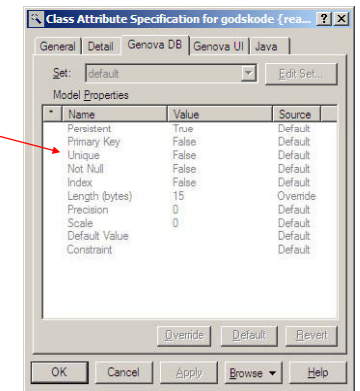 Class Attribute Specification for godskode {rea... ? X
General Detail Genova DB Genova UI Java
Set: default Edit Set...
Model Properties
* Name Value Source
Persistent True Default
Primary Key False Default
Unique False Default
Not Null False Default
Index False Default
Length (bytes) 15 Override
Precision 0 Default
Scale 0 Default
Default Value Default
Constraint Default
Override Default Revert
OK Cancel Apply Browse Help